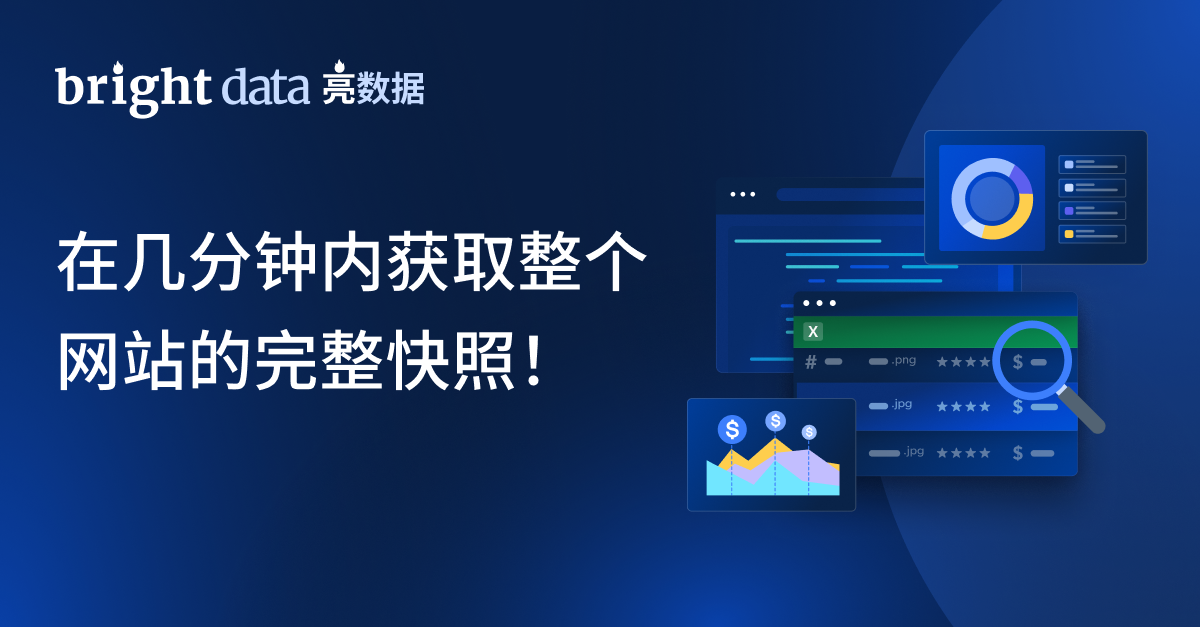 bright data 亮数据
在几分钟内获取整个
网站的完整快照！
X
# .png ★★★★ $
.jpg ★★★★ $
.jpg ★★★★ $
$ $ $